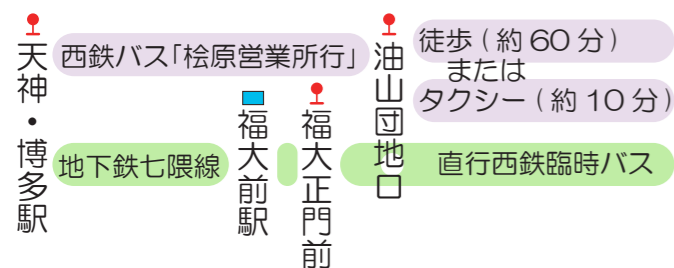 天神・博多駅
西鉄バス「桧原営業所行」
油山団地口
徒歩(約60分)
または
タクシー(約10分)
地下鉄七隈線
福大前駅
福大正門前
直行西鉄臨時バス